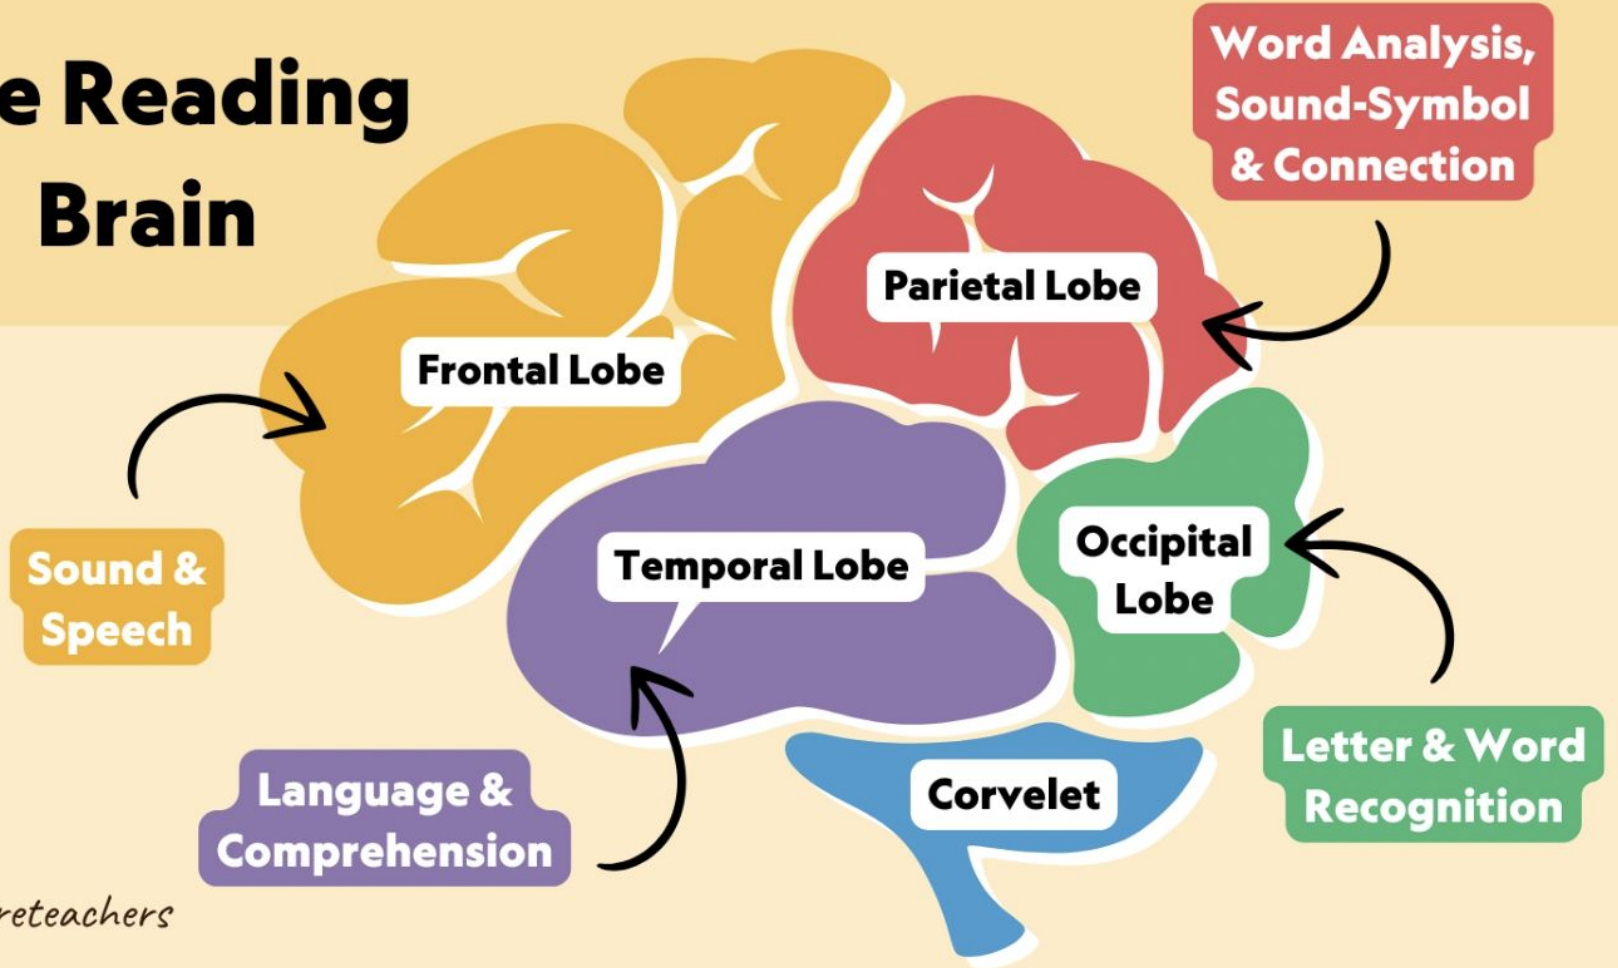 e Reading
Brain
Word Analysis,
Sound-Symbol
& Connection
Parietal Lobe
Frontal Lobe
Sound &
Speech
Temporal Lobe
Occipital
Lobe
Language &
Comprehension
Corvelet
Letter & Word
Recognition
reteachers